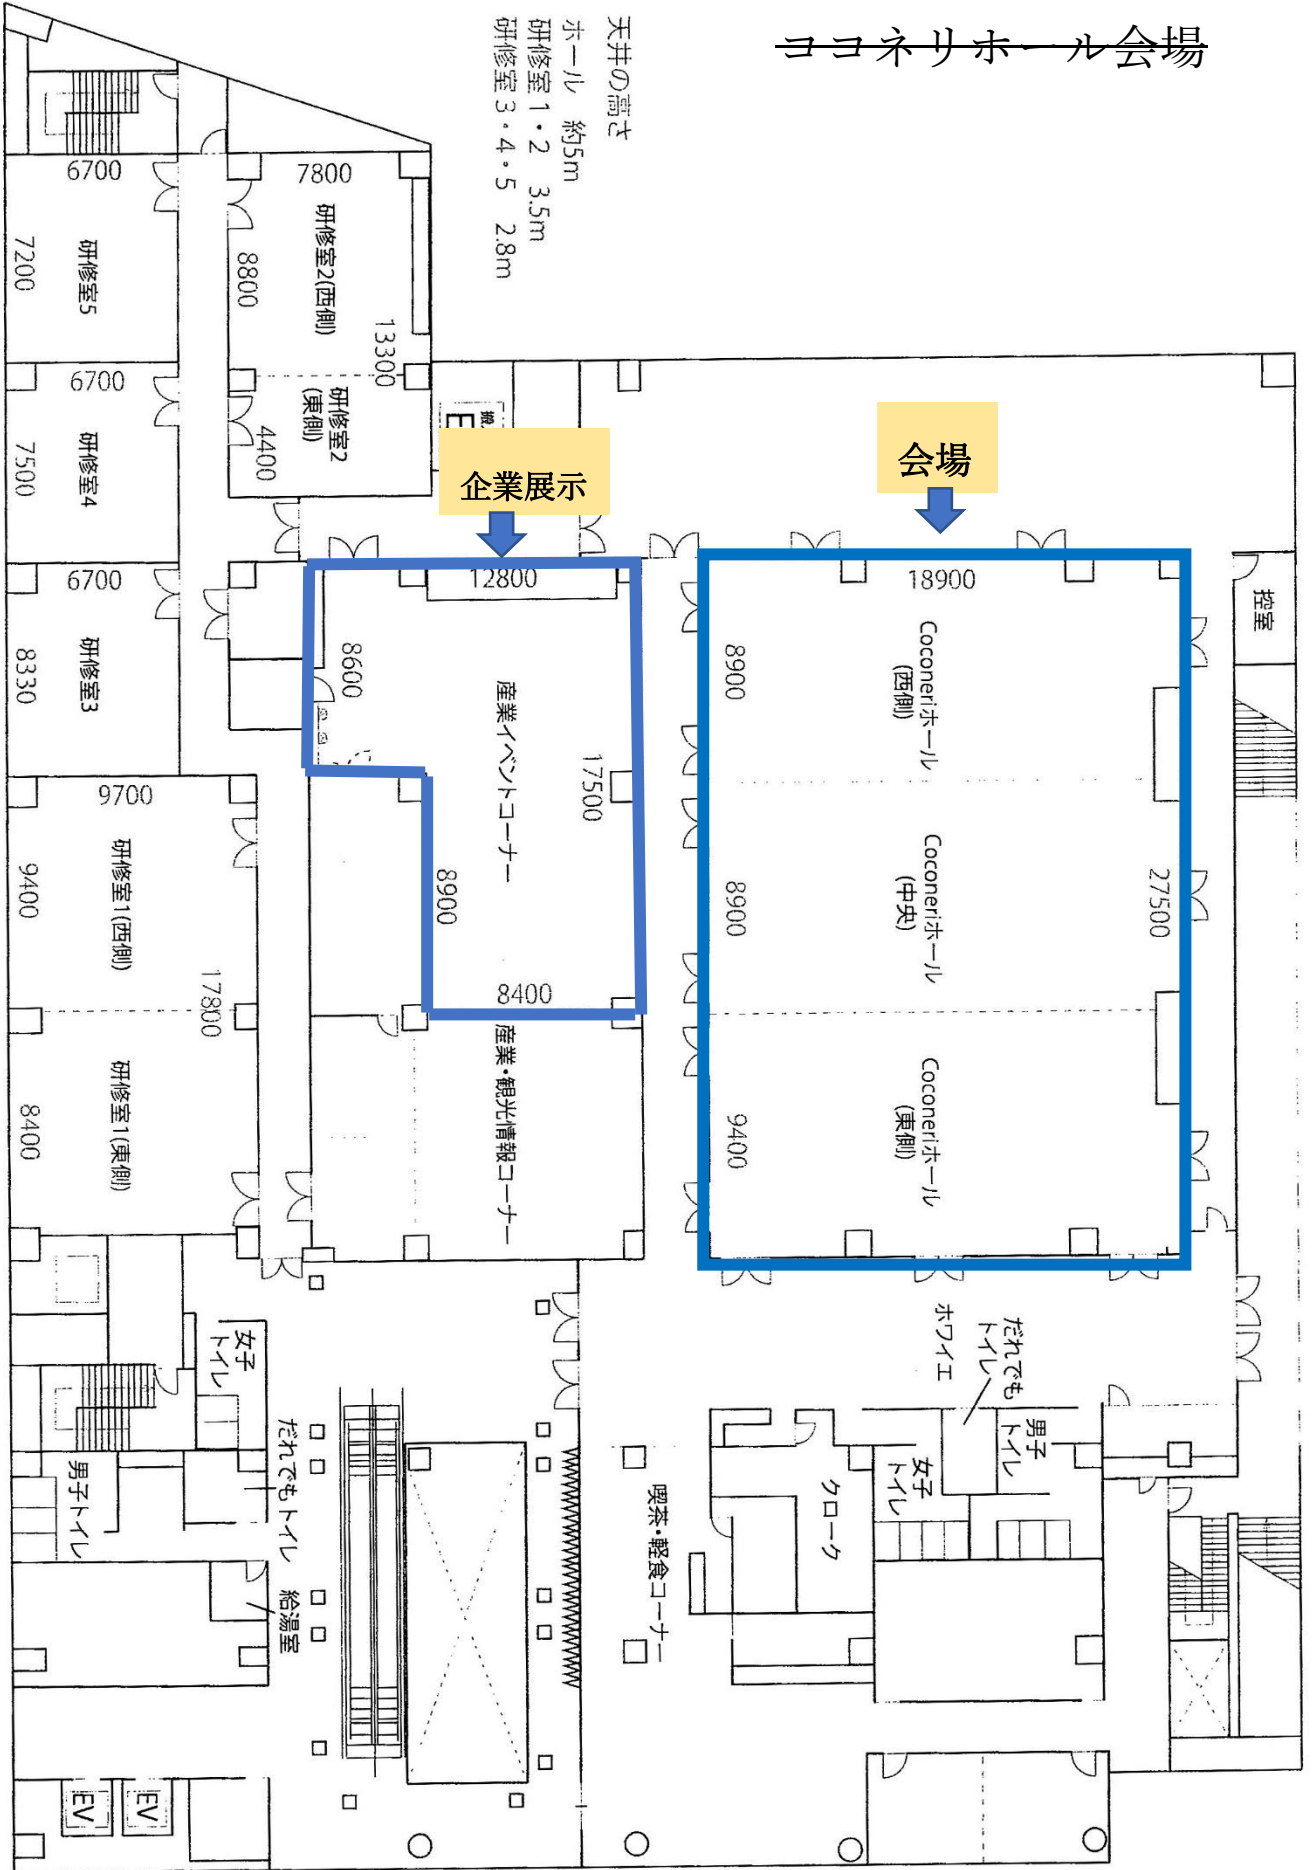 ココネリホール会場
天井の高さ
ホール 約5m
研修室1・2 3.5m
研修室3・4・5 2.8m
6700
7200
研修室5
7800
研修室2(西側)
8800
13300
研修室2
(東側)
4400
6700
7500
研修室4
6700
8330
研修室3
企業展示
会場
12800
8600
産業イベントコーナー
17500
8900
8400
産業・観光情報コーナー
18900
Coconeriホール
(西側)
8900
Coconeriホール
(中央)
8900
27500
Coconeriホール
(東側)
9400
控室
9700
9400
研修室1(西側)
17800
研修室1(東側)
8400
女子
トイレ
だれでもトイレ
男子トイレ
給湯室
ホワイエ
だれでも
トイレ
男子
トイレ
女子
トイレ
クローク
喫茶・軽食コーナー
EV
EV